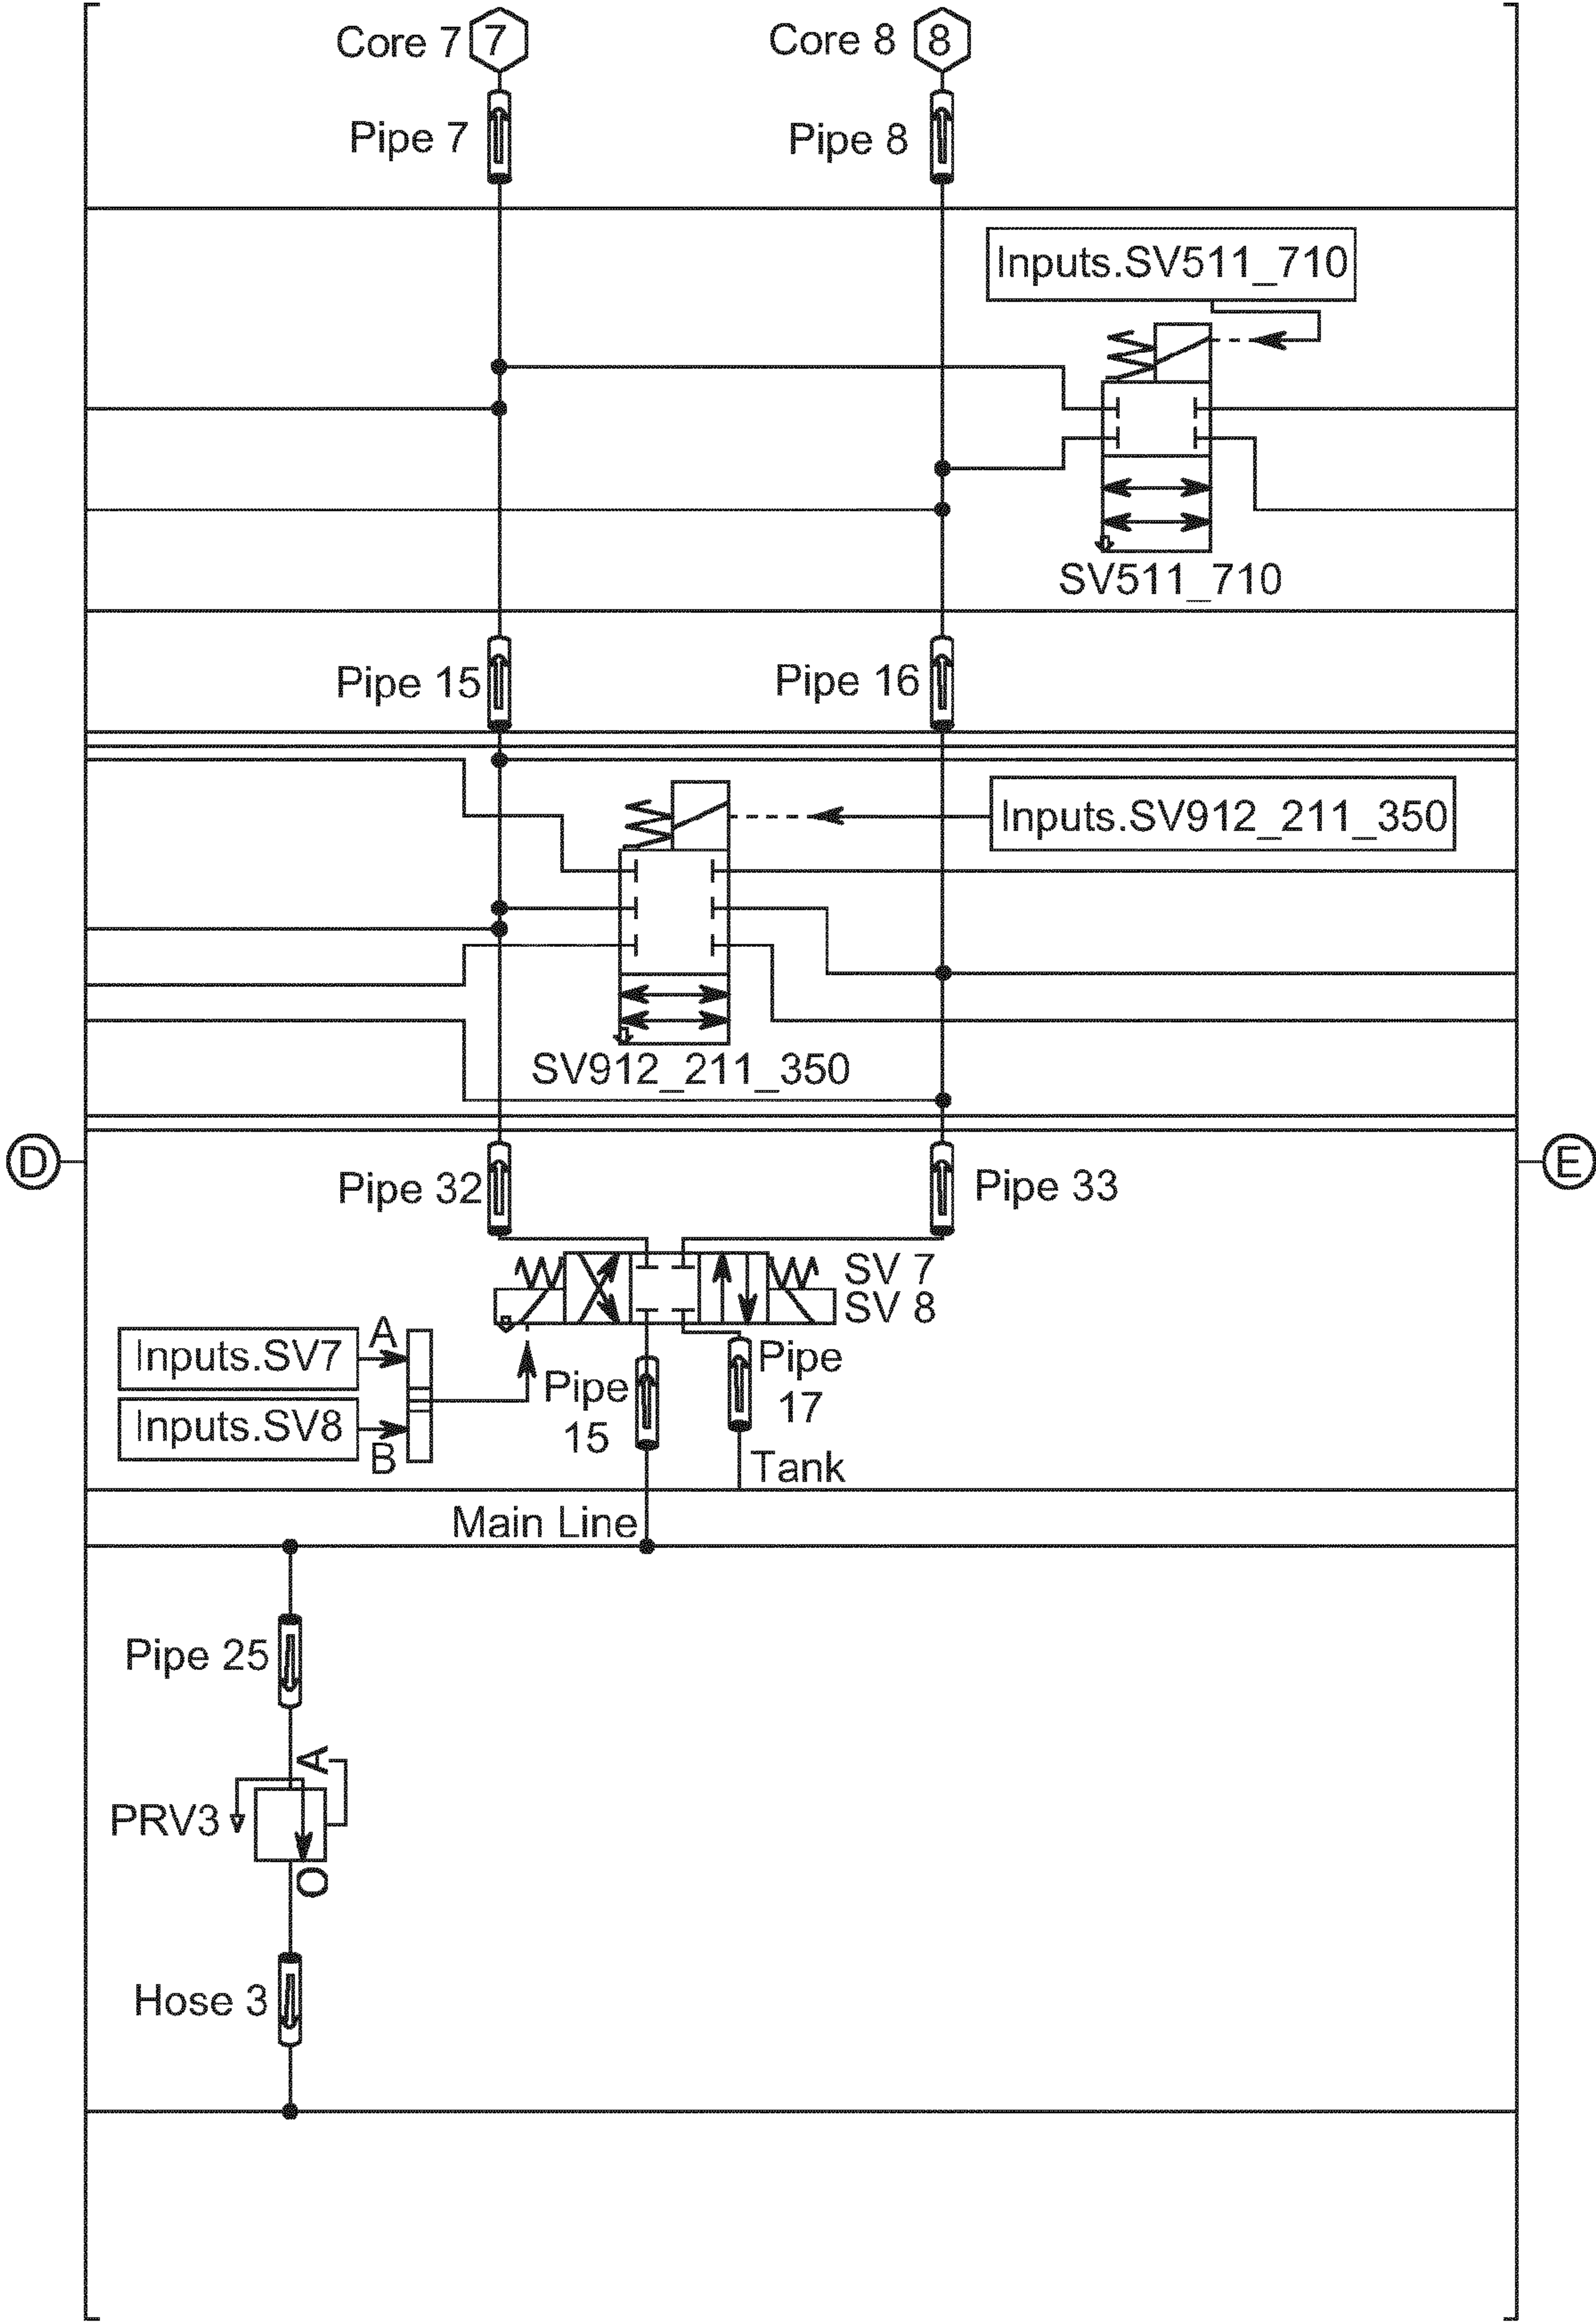 Core 7 7 Core 8 8
Pipe 7 Pipe 8
Inputs.SV511_710
SV511_710
Pipe 15 Pipe 16
Inputs.SV912_211_350
SV912_211_350
D E
Pipe 32 Pipe 33
SV 7
SV 8
A
Inputs.SV7
Inputs.SV8
B
Pipe
15
Pipe
17
Tank
Main Line
Pipe 25
A
PRV3
O
Hose 3